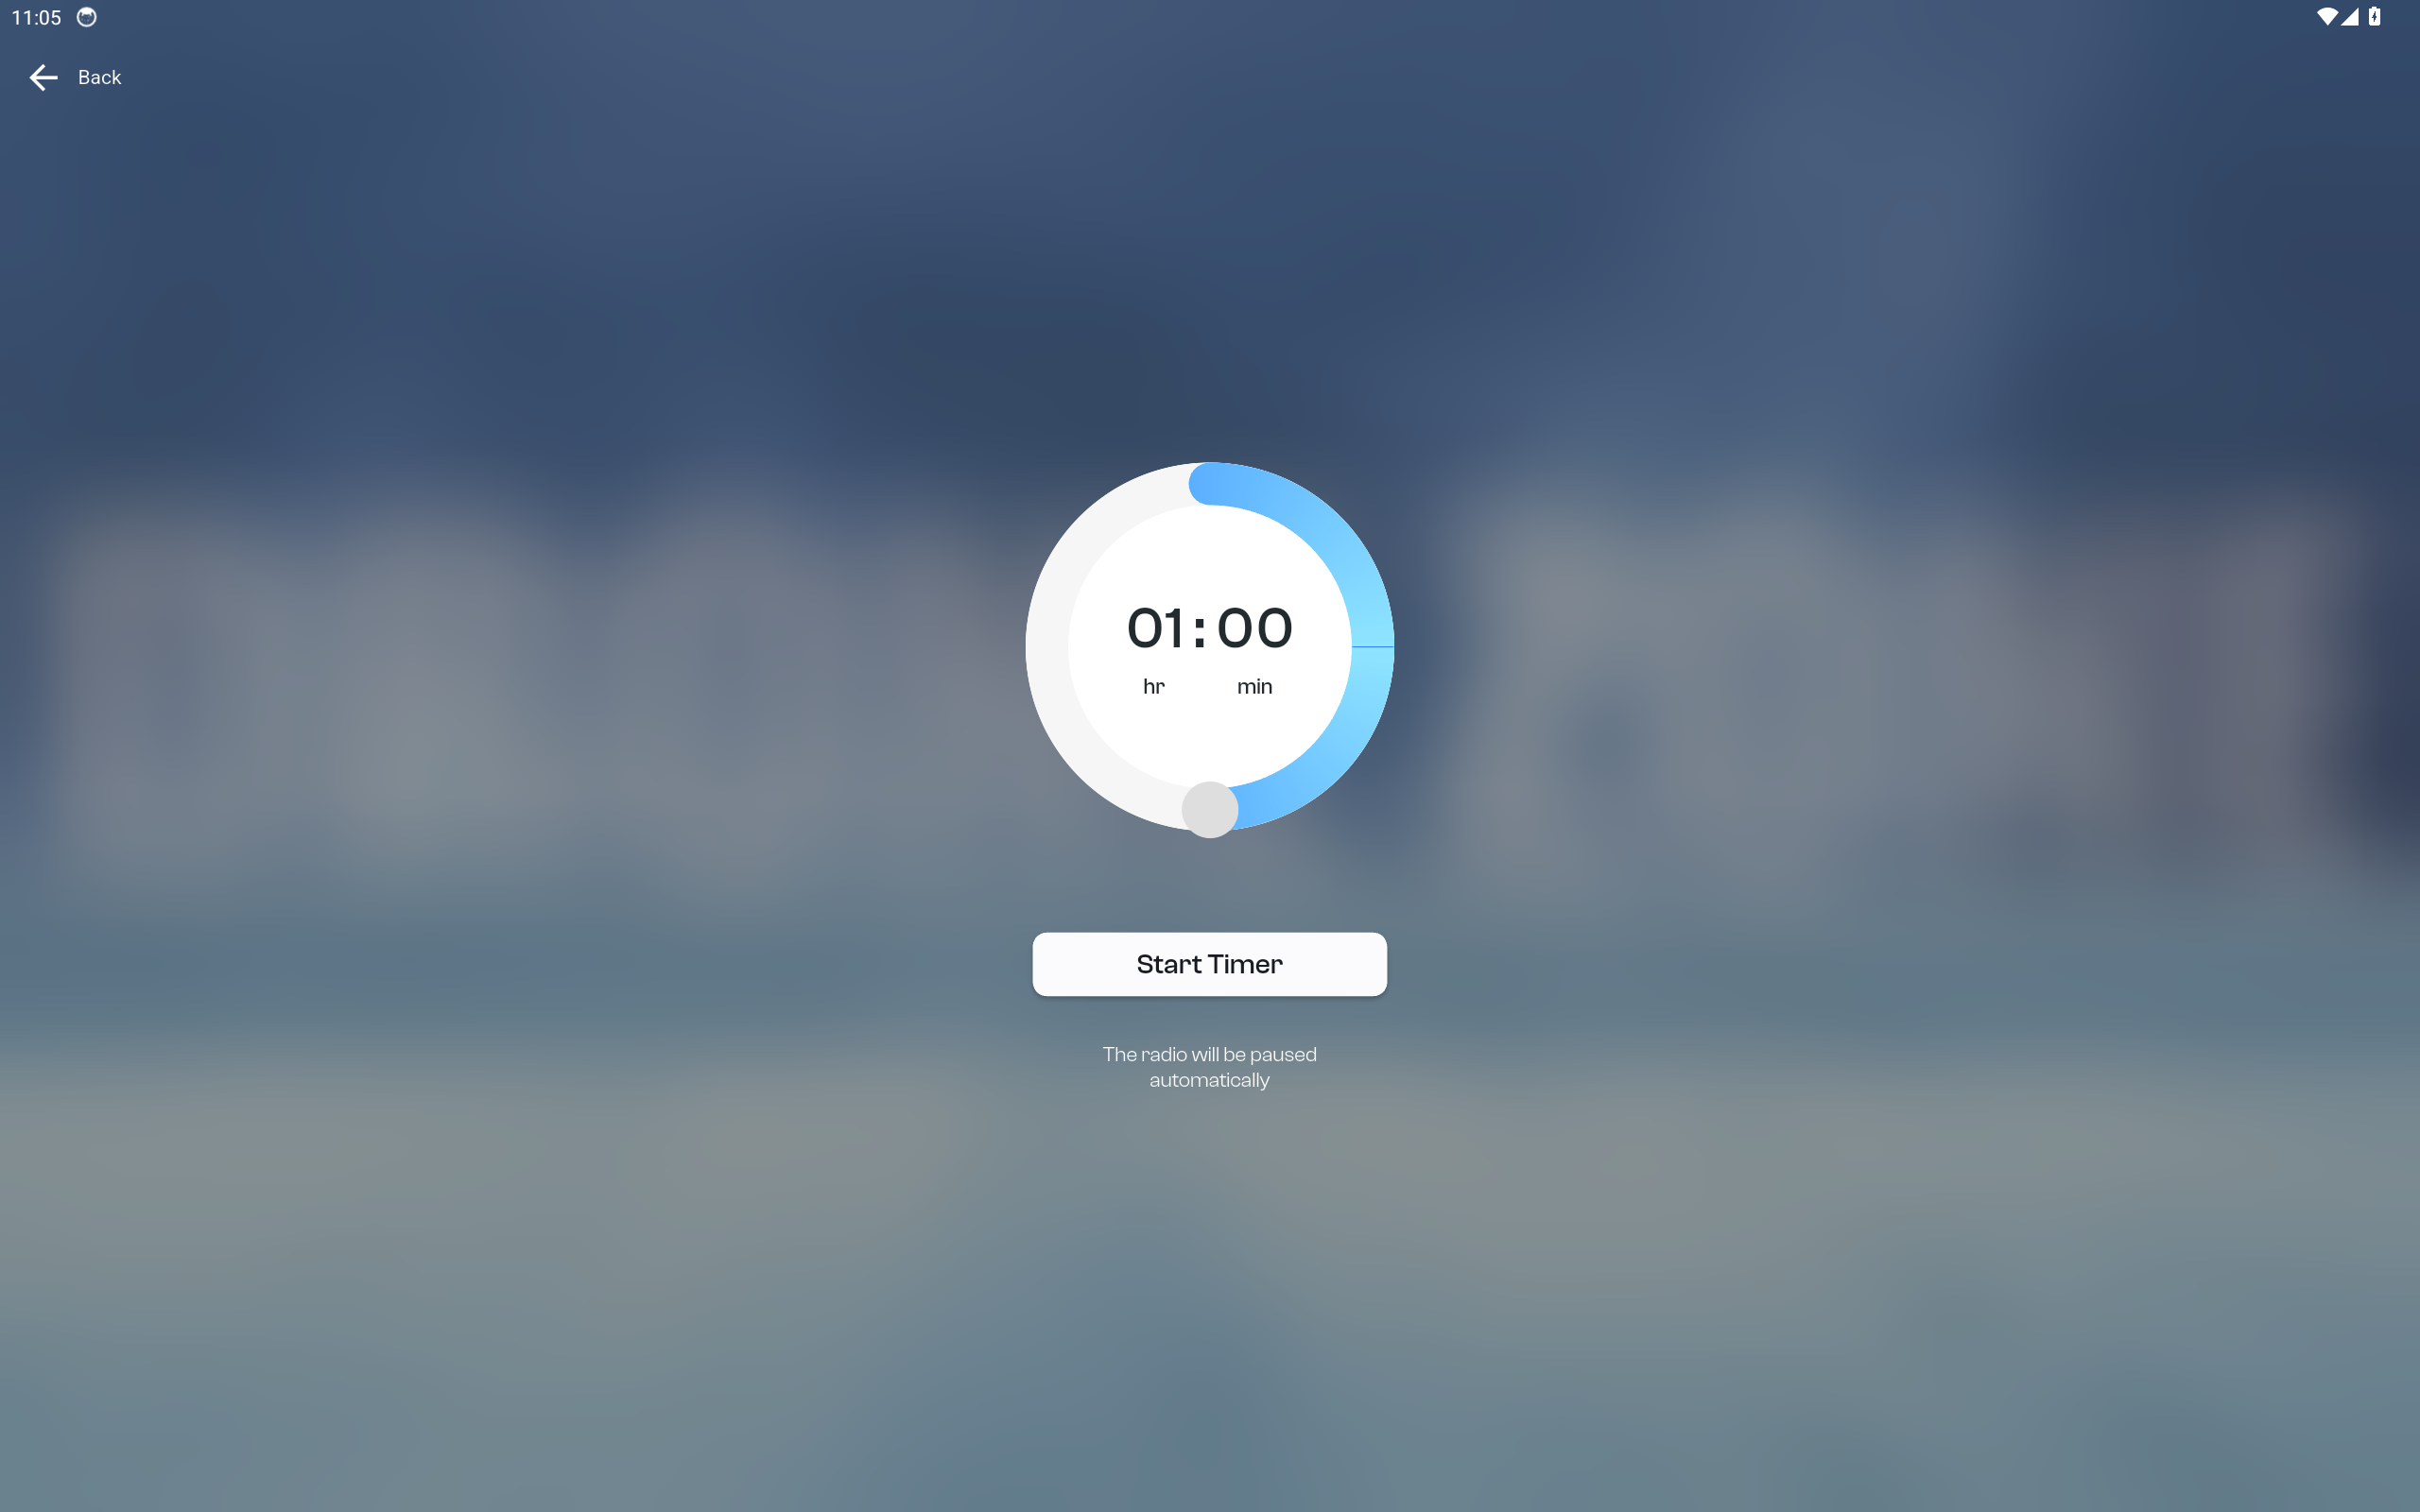 11:05
Back
01:00
hr min
Start Timer
The radio will be paused
automatically